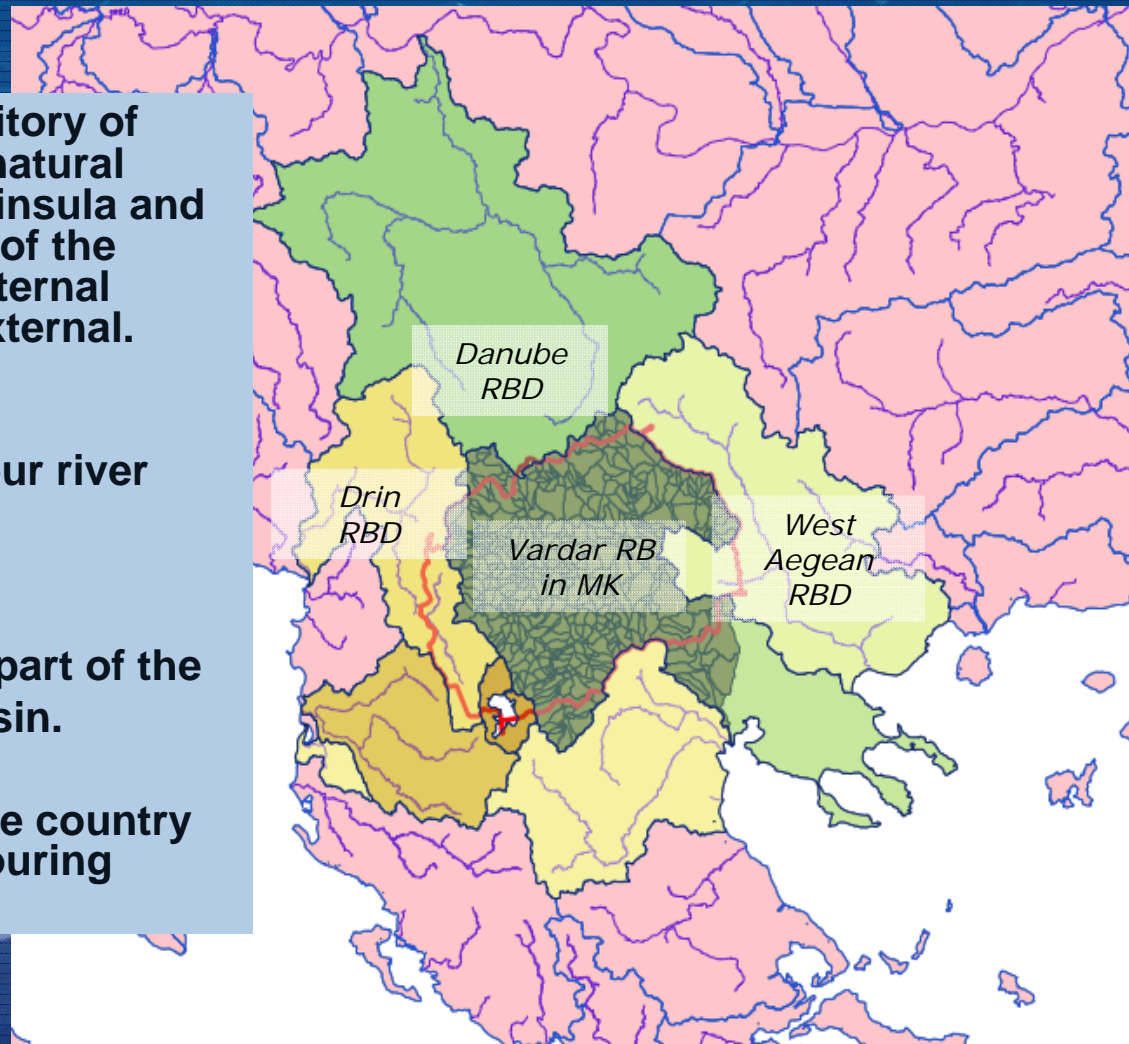 itory of
natural
insula and
of the
ternal
xternal.
our river
part of the
sin.
e country
ouring
Danube
RBD
Drin
RBD
Vardar RB
in MK
West
Aegean
RBD